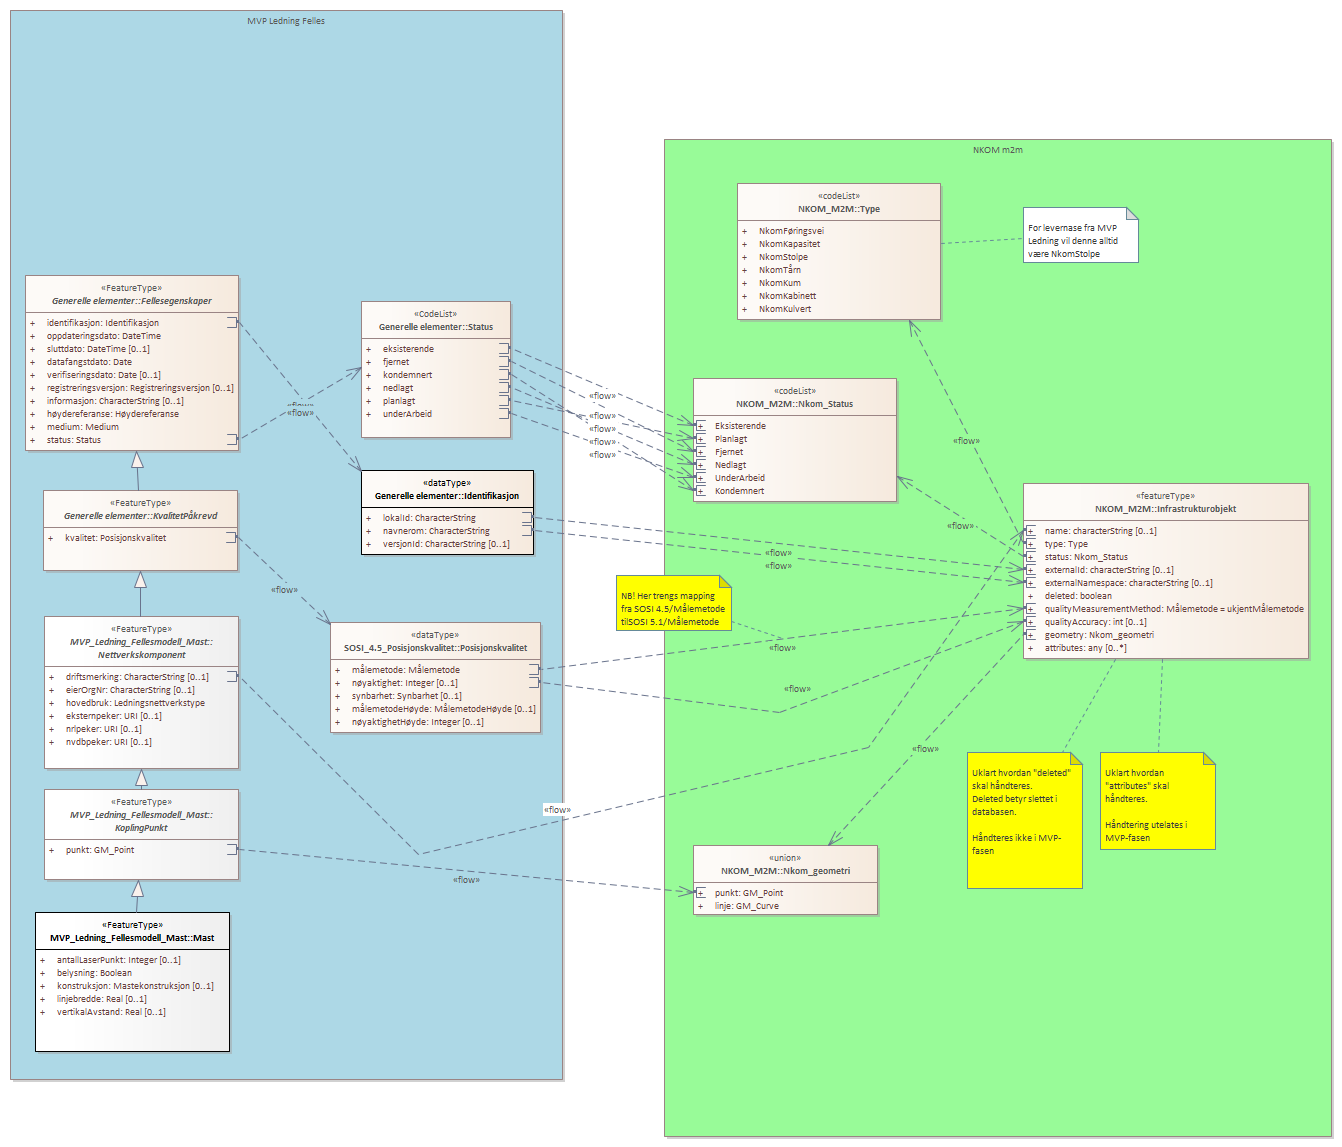 MVP Ledning Felles
«FeatureType»
Generelle elementer::Fellesegenskaper
+ identifikasjon: Identifikasjon
+ oppdateringsdato: DateTime
+ sluttdato: DateTime [0..1]
+ datafangstdato: Date
+ verifiseringsdato: Date [0..1]
+ registreringsversjon: Registreringsversjon [0..1]
+ informasjon: CharacterString [0..1]
+ høydereferanse: Høydereferanse
+ medium: Medium
+ status: Status
«flow»
«flow»
«CodeList»
Generelle elementer::Status
+ eksisterende
+ fjernet
+ kondemnert
+ nedlagt
+ planlagt
+ underArbeid
«dataType»
Generelle elementer::Identifikasjon
+ lokalId: CharacterString
+ navnerom: CharacterString
+ versjonId: CharacterString [0..1]
«FeatureType»
Generelle elementer::KvalitetPåkrevd
+ kvalitet: Posisjonskvalitet
«flow»
«FeatureType»
MVP_Ledning_Fellesmodell_Mast::
Nettverkskomponent
+ driftsmerking: CharacterString [0..1]
+ eierOrgNr: CharacterString [0..1]
+ hovedbruk: Ledningsnettverkstype
+ eksternpeker: URI [0..1]
+ nrlpeker: URI [0..1]
+ nvdbpeker: URI [0..1]
«dataType»
SOSI_4.5_Posisjonskvalitet::Posisjonskvalitet
+ målemetode: Målemetode
+ nøyaktighet: Integer [0..1]
+ synbarhet: Synbarhet [0..1]
+ målemetodeHøyde: MålemetodeHøyde [0..1]
+ nøyaktighetHøyde: Integer [0..1]
«FeatureType»
MVP_Ledning_Fellesmodell_Mast::
KoplingPunkt
+ punkt: GM_Point
«FeatureType»
MVP_Ledning_Fellesmodell_Mast::Mast
+ antallLaserPunkt: Integer [0..1]
+ belysning: Boolean
+ konstruksjon: Mastekonstruksjon [0..1]
+ linjebredde: Real [0..1]
+ vertikalAvstand: Real [0..1]
«flow»
«flow»
«flow»
«flow»
«flow»
«flow»
«flow»
NB! Her trengs mapping
fra SOSI 4.5/Målemetode
tilSOSI 5.1/Målemetode
«flow»
«flow»
«flow»
«flow»
NKOM m2m
«codeList»
NKOM_M2M::Type
+ NkomFøringsvei
+ NkomKapasitet
+ NkomStolpe
+ NkomTårn
+ NkomKum
+ NkomKabinett
+ NkomKulvert
For levernase fra MVP
Ledning vil denne alltid
være NkomStolpe
«codeList»
NKOM_M2M::Nkom_Status
+ Eksisterende
+ Planlagt
+ Fjernet
+ Nedlagt
+ UnderArbeid
+ Kondemnert
«flow»
«flow»
«featureType»
NKOM_M2M::Infrastrukturobjekt
+ name: characterString [0..1]
+ type: Type
+ status: Nkom_Status
+ externalId: characterString [0..1]
+ externalNamespace: characterString [0..1]
+ deleted: boolean
+ qualityMeasurementMethod: Målemetode = ukjentMålemetode
+ qualityAccuracy: int [0..1]
+ geometry: Nkom_geometri
+ attributes: any [0..*]
«flow»
«union»
NKOM_M2M::Nkom_geometri
+ punkt: GM_Point
+ linje: GM_Curve
Uklart hvordan "deleted"
skal håndteres.
Deleted betyr slettet i
databasen.
Håndteres ikke i MVP-
fasen
Uklart hvordan
"attributes" skal
håndteres.
Håndtering utelates i
MVP-fasen